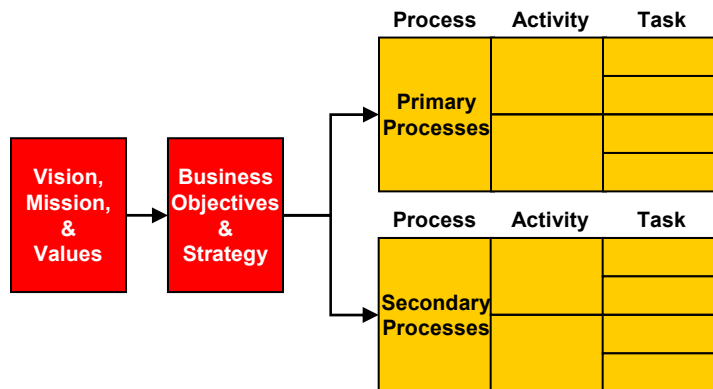 Process Activity Task
Primary
Processes
Vision,
Mission,
&
Values
Business
Objectives
&
Strategy
Process Activity Task
Secondary
Processes